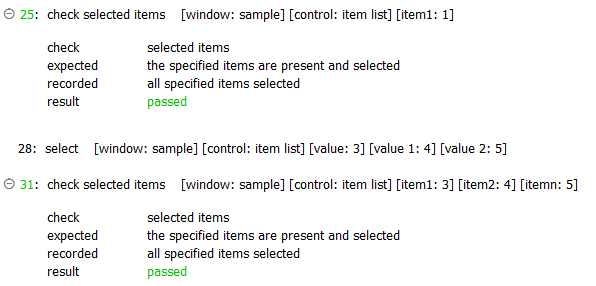 25: check selected items [window: sample] [control: item list] [item1: 1]
check selected items
expected the specified items are present and selected
recorded all specified items selected
result passed
28: select [window: sample] [control: item list] [value: 3] [value 1: 4] [value 2: 5]
31: check selected items [window: sample] [control: item list] [item1: 3] [item2: 4] [itemn: 5]
check selected items
expected the specified items are present and selected
recorded all specified items selected
result passed